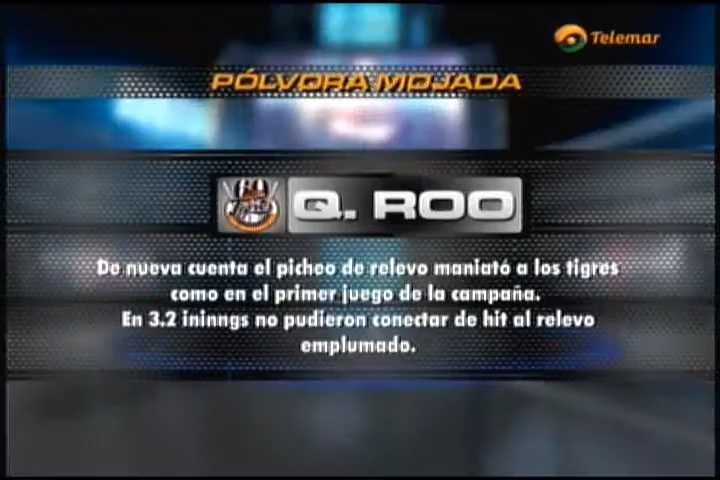 Telemar
PÓLVORA MOJADA
Q. ROO
De nueva cuenta el picheo de relevo maniató a los tigres
como en el primer juego de la campaña.
En 3.2 ininngs no pudieron conectar de hit al relevo
emplumado.